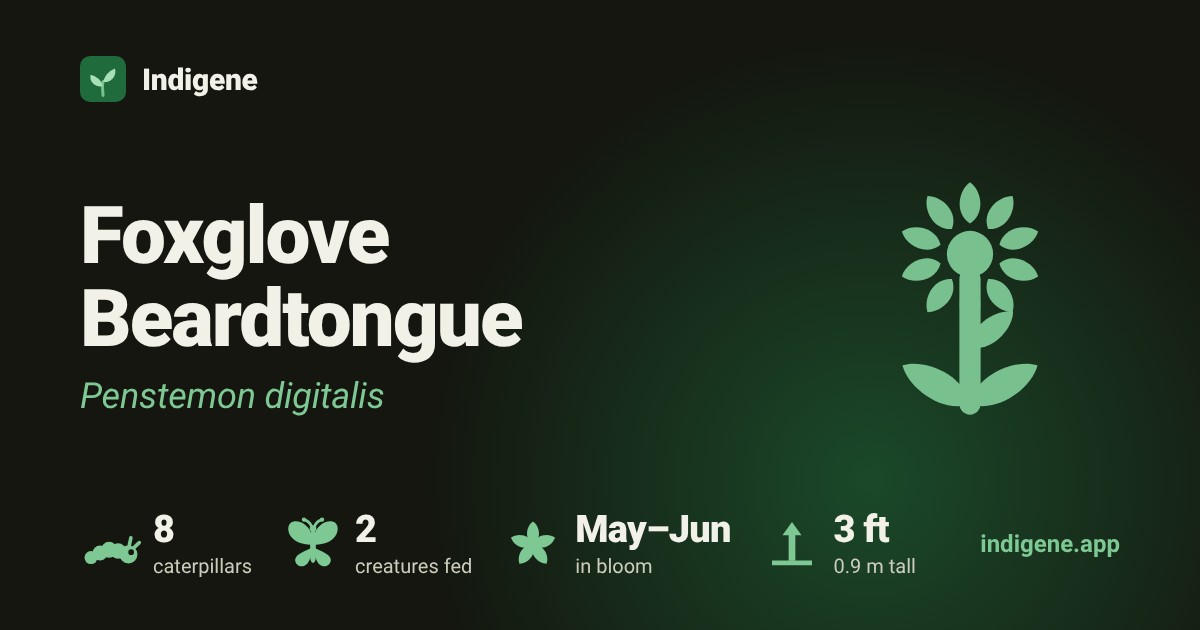 Indigene
Foxglove
Beardtongue
Penstemon digitalis
8
caterpillars
2
creatures fed
May–Jun
in bloom
3 ft
0.9 m tall
indigene.app